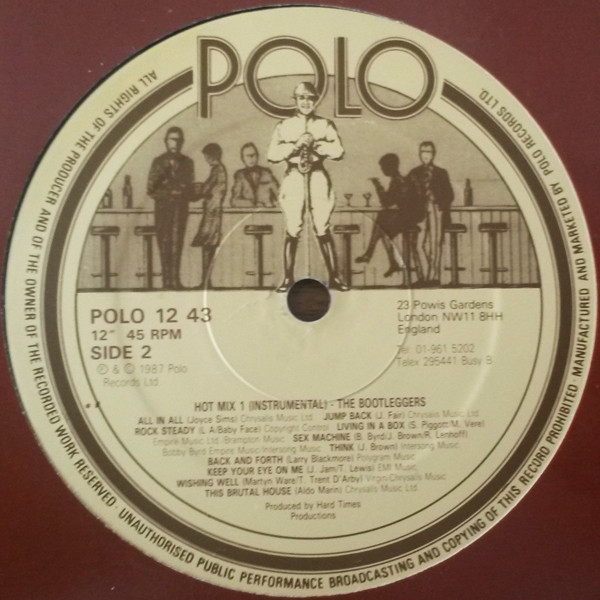 POLO
POLO 12 43
12" 45 RPM
SIDE 2
℗ & © 1987 Polo
Records Ltd.
23 Powis Gardens
London NW11 8HH
England
Tel: 01-961 5202
Telex 295441 Busy B
HOT MIX 1 (INSTRUMENTAL) - THE BOOTLEGGERS
ALL IN ALL (Joyce Sims) Chrysalis Music Ltd. JUMP BACK (J. Fair) Chrysalis Music Ltd.
ROCK STEADY (L.A-Baby Face) Copyright Control LIVING IN A BOX (S. Piggott-M. Vere)
Empire Music Ltd. Brampton Music SEX MACHINE (B. Byrd/J. Brown/R. Lenhoff)
Bobby Burd Empire Music/Intersong Music. THINK (J. Brown) Intersong Music.
BACK AND FORTH (Larry Blackmore) Polygram Music
KEEP YOUR EYE ON ME (J. Jam/T. Lewis) EMI Music
WISHING WELL (Martyn Ware/T. Trent D'Arby) Virgin/Chrysalis Music
THIS BRUTAL HOUSE (Aldo Marin) Chrysalis Music Ltd.
Produced by Hard Times
Productions
ALL RIGHTS OF THE PRODUCER AND OF THE OWNER OF THE RECORDED WORK RESERVED · UNAUTHORISED PUBLIC PERFORMANCE BROADCASTING AND COPYING OF THIS RECORD PROHIBITED · MANUFACTURED AND MARKETED BY POLO RECORDS LTD.